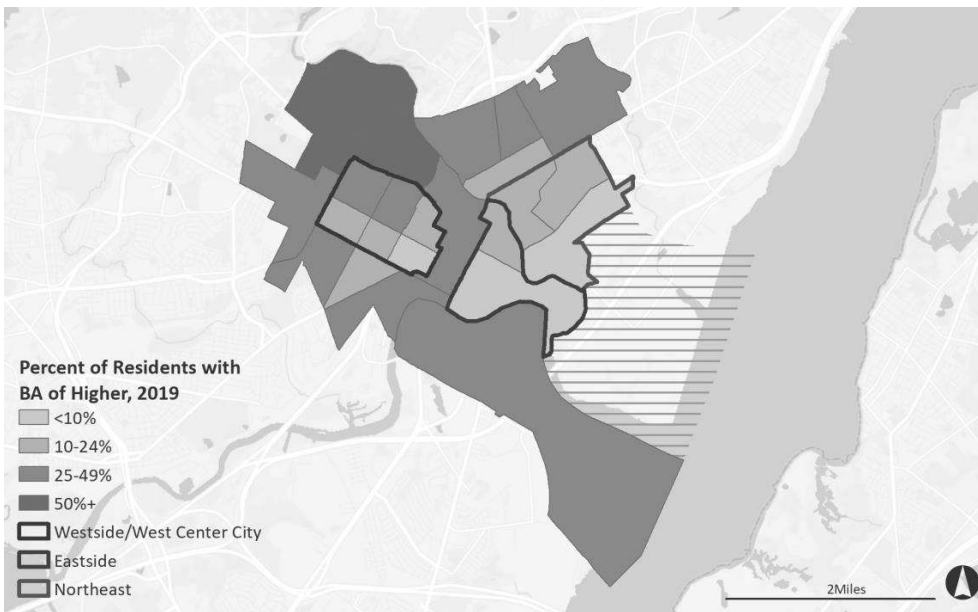 Percent of Residents with
BA of Higher, 2019
<10%
10-24%
25-49%
50%+
Westside/West Center City
Eastside
Northeast
2Miles